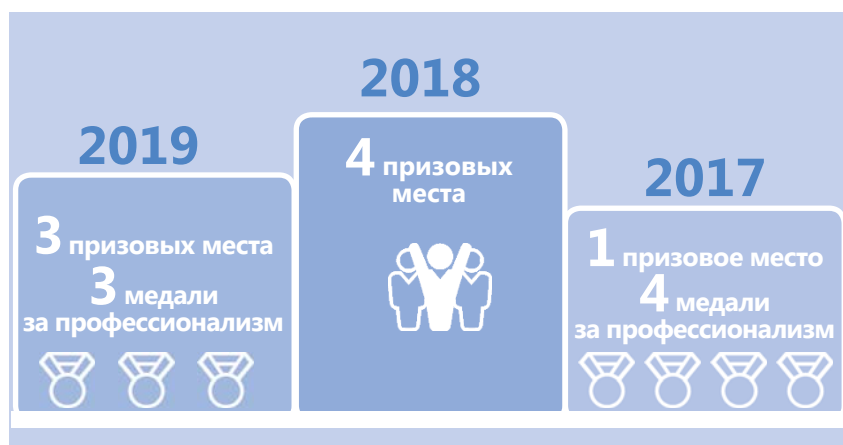 2019
3 призовых места
3 медали
за профессионализм
2018
4 призовых
места
2017
1 призовое место
4 медали
за профессионализм